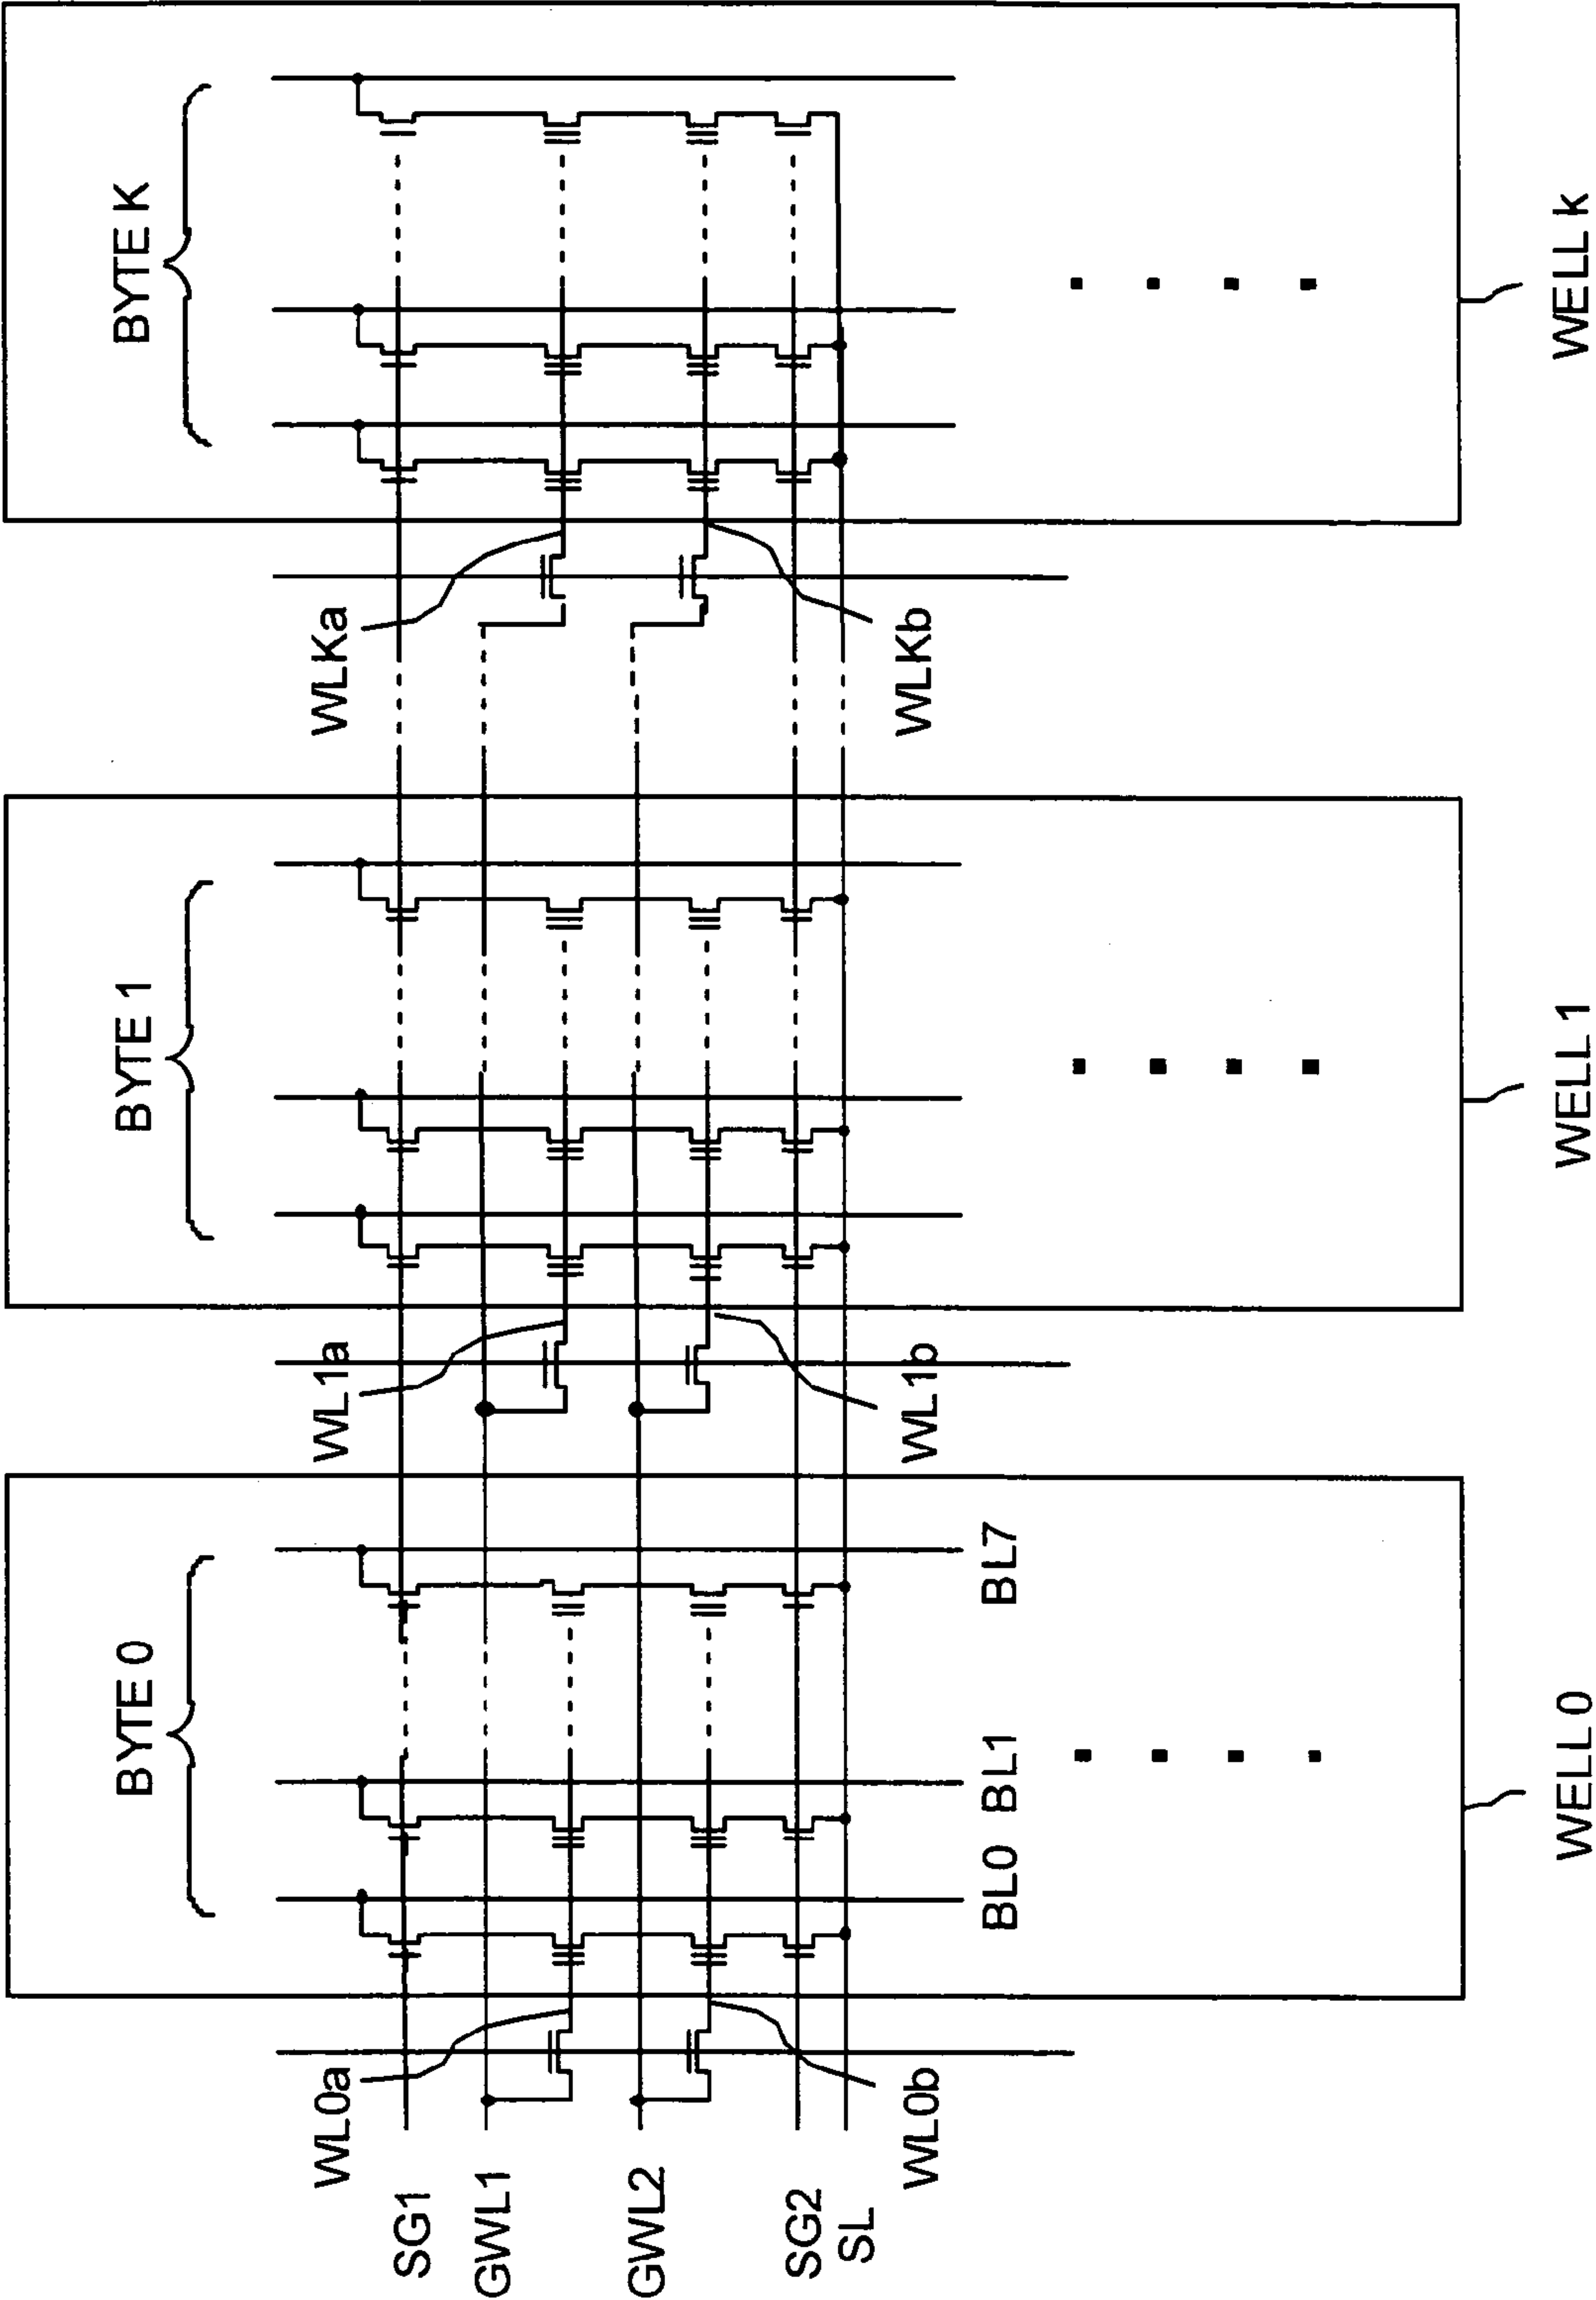 BYTE 0
BYTE 1
BYTE K
WL0a
WL1a
WLKa
SG1
GWL1
GWL2
SG2
SL
WL0b
WL1b
WLKb
BL0
BL1
BL7
WELL 0
WELL 1
WELL k